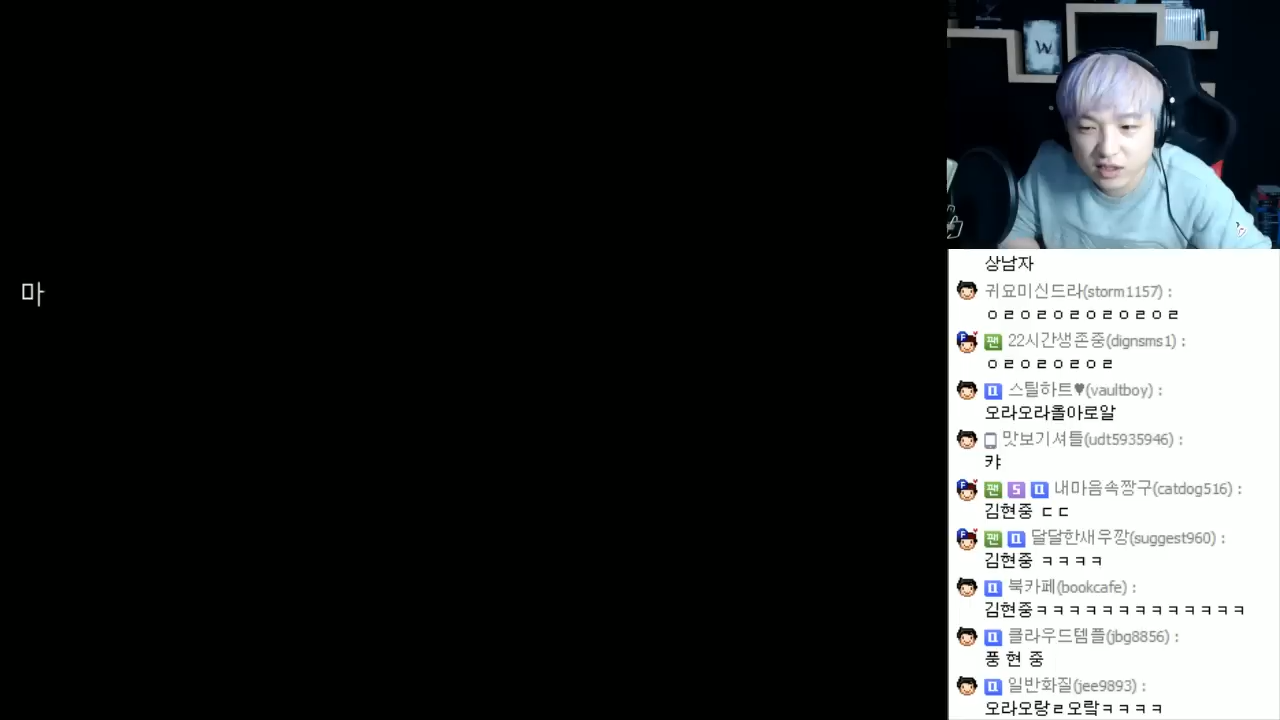 마
W
상남자
귀요미신드라(storm1157) :
ㅇㄹㅇㄹㅇㄹㅇㄹㅇㄹㅇㄹ
F 팬 22시간생존중(dignsms1) :
ㅇㄹㅇㄹㅇㄹㅇㄹ
스틸하트♥(vaultboy) :
오라오라올아로알
맛보기셔틀(udt5935946) :
캬
F 팬 S 내마음속짱구(catdog516) :
김현중 ㄷㄷ
F 팬 달달한새우깡(suggest960) :
김현중 ㅋㅋㅋㅋ
북카페(bookcafe) :
김현중ㅋㅋㅋㅋㅋㅋㅋㅋㅋㅋㅋㅋㅋ
클라우드템플(jbg8856) :
풍 현 중
일반화질(jee9893) :
오라오랑ㄹ오랔ㅋㅋㅋㅋ